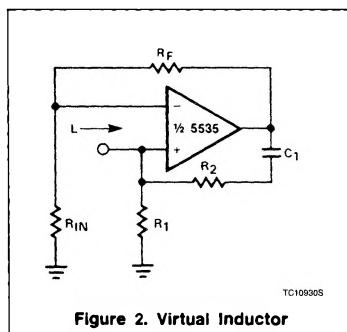 RF
L
−
½ 5535
+
C1
R2
RIN
R1
TC10930S
Figure 2. Virtual Inductor